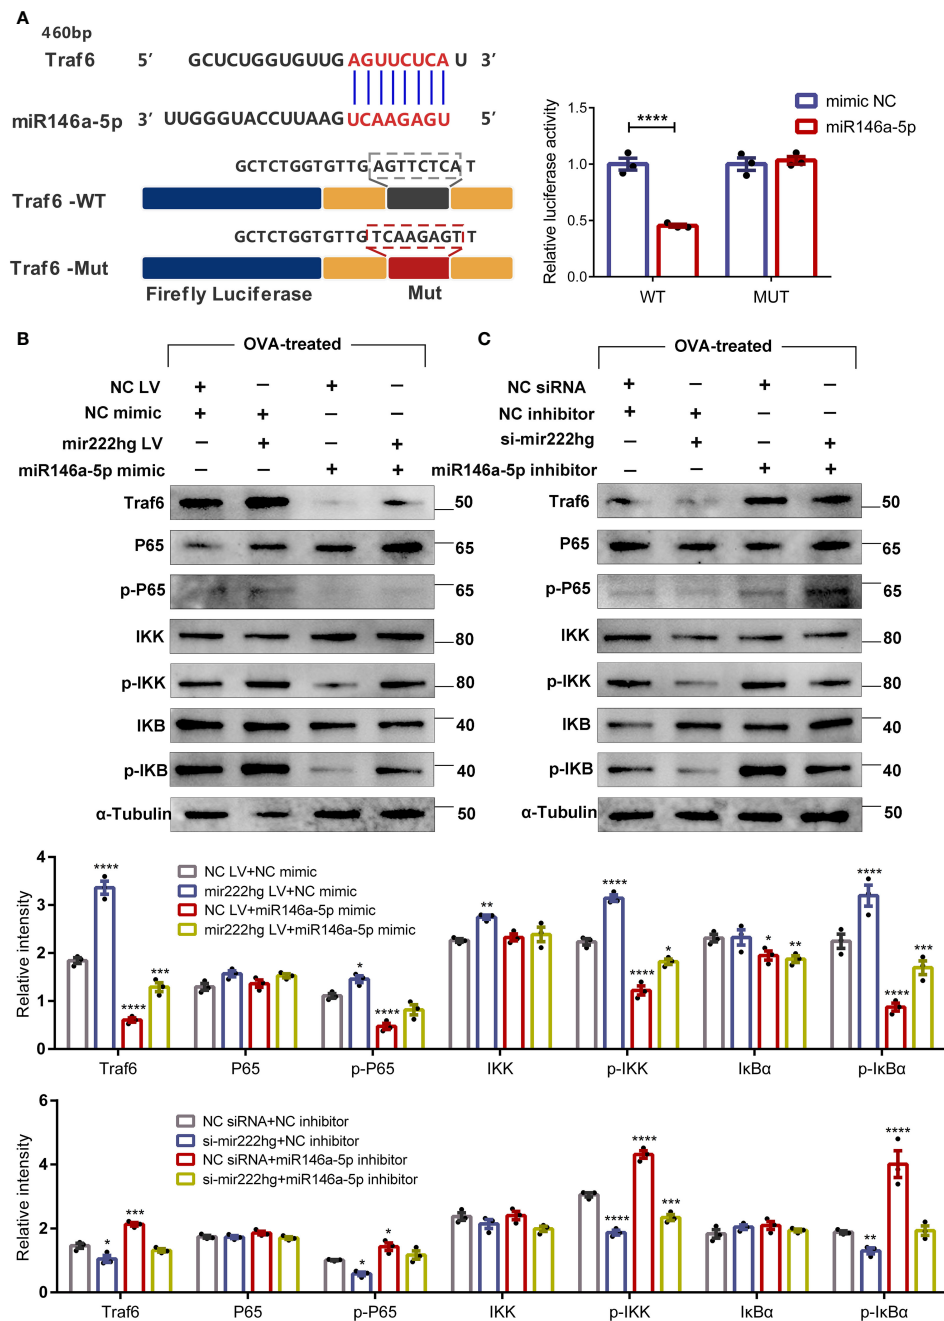 A
460bp
Traf6 5′ GCUCUGGUGUUG AGUUCUCA U 3′
miR146a-5p 3′ UUGGGUACCUUAAG UCAAGAGU 5′
GCTCTGGTGTTG AGTTCTCA T
Traf6 -WT
GCTCTGGTGTTG TCAAGAGT T
Traf6 -Mut
Firefly Luciferase Mut
mimic NC
miR146a-5p
Relative luciferase activity
1.5
1.0
0.5
0.0
****
WT MUT
B
OVA-treated
NC LV + − + −
NC mimic + + − −
mir222hg LV − + − +
miR146a-5p mimic − − + +
Traf6 50
P65 65
p-P65 65
IKK 80
p-IKK 80
IKB 40
p-IKB 40
α-Tubulin 50
C
OVA-treated
NC siRNA + − + −
NC inhibitor + + − −
si-mir222hg − + − +
miR146a-5p inhibitor − − + +
Traf6 50
P65 65
p-P65 65
IKK 80
p-IKK 80
IKB 40
p-IKB 40
α-Tubulin 50
Relative intensity
4
3
2
1
0
NC LV+NC mimic
mir222hg LV+NC mimic
NC LV+miR146a-5p mimic
mir222hg LV+miR146a-5p mimic
**** **** *** * **** ** **** **** * * ** **** **** ***
Traf6 P65 p-P65 IKK p-IKK IκBα p-IκBα
Relative intensity
6
4
2
0
NC siRNA+NC inhibitor
si-mir222hg+NC inhibitor
NC siRNA+miR146a-5p inhibitor
si-mir222hg+miR146a-5p inhibitor
* *** * * **** **** *** ** ****
Traf6 P65 p-P65 IKK p-IKK IκBα p-IκBα